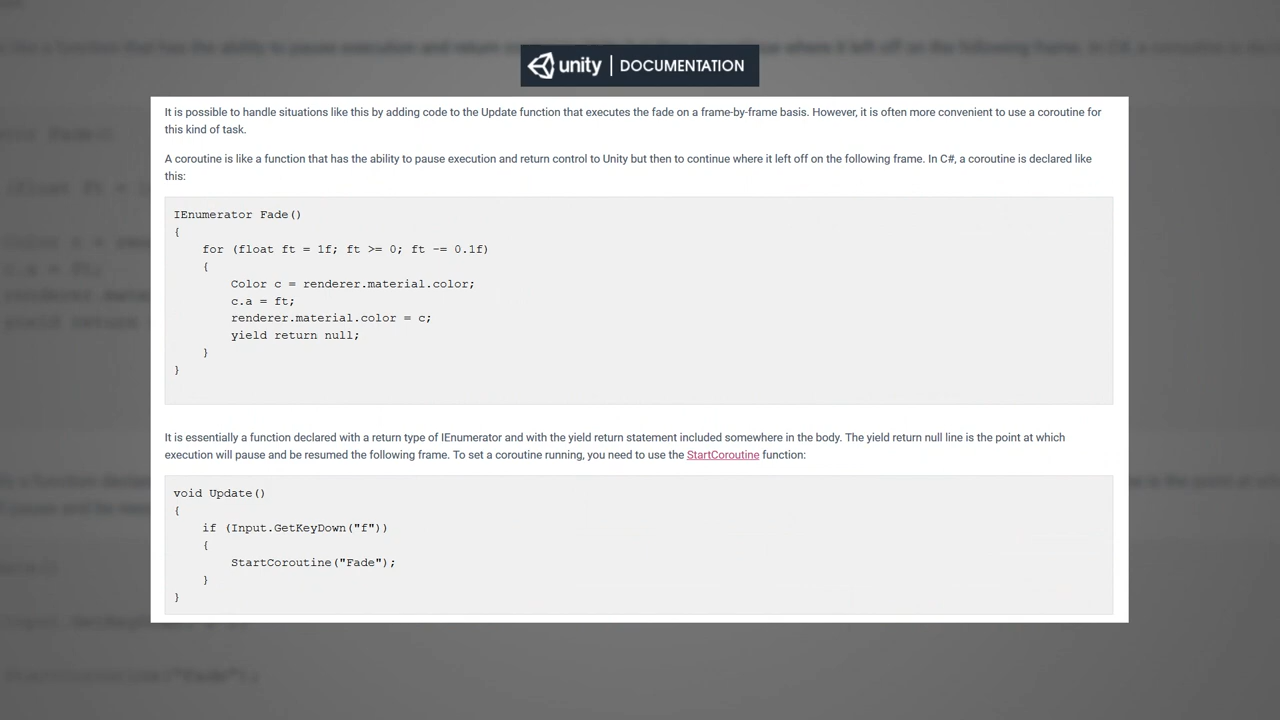 unity | DOCUMENTATION
It is possible to handle situations like this by adding code to the Update function that executes the fade on a frame-by-frame basis. However, it is often more convenient to use a coroutine for
this kind of task.
A coroutine is like a function that has the ability to pause execution and return control to Unity but then to continue where it left off on the following frame. In C#, a coroutine is declared like
this:
IEnumerator Fade()
{
    for (float ft = 1f; ft >= 0; ft -= 0.1f)
    {
        Color c = renderer.material.color;
        c.a = ft;
        renderer.material.color = c;
        yield return null;
    }
}
It is essentially a function declared with a return type of IEnumerator and with the yield return statement included somewhere in the body. The yield return null line is the point at which
execution will pause and be resumed the following frame. To set a coroutine running, you need to use the StartCoroutine function:
void Update()
{
    if (Input.GetKeyDown("f"))
    {
        StartCoroutine("Fade");
    }
}